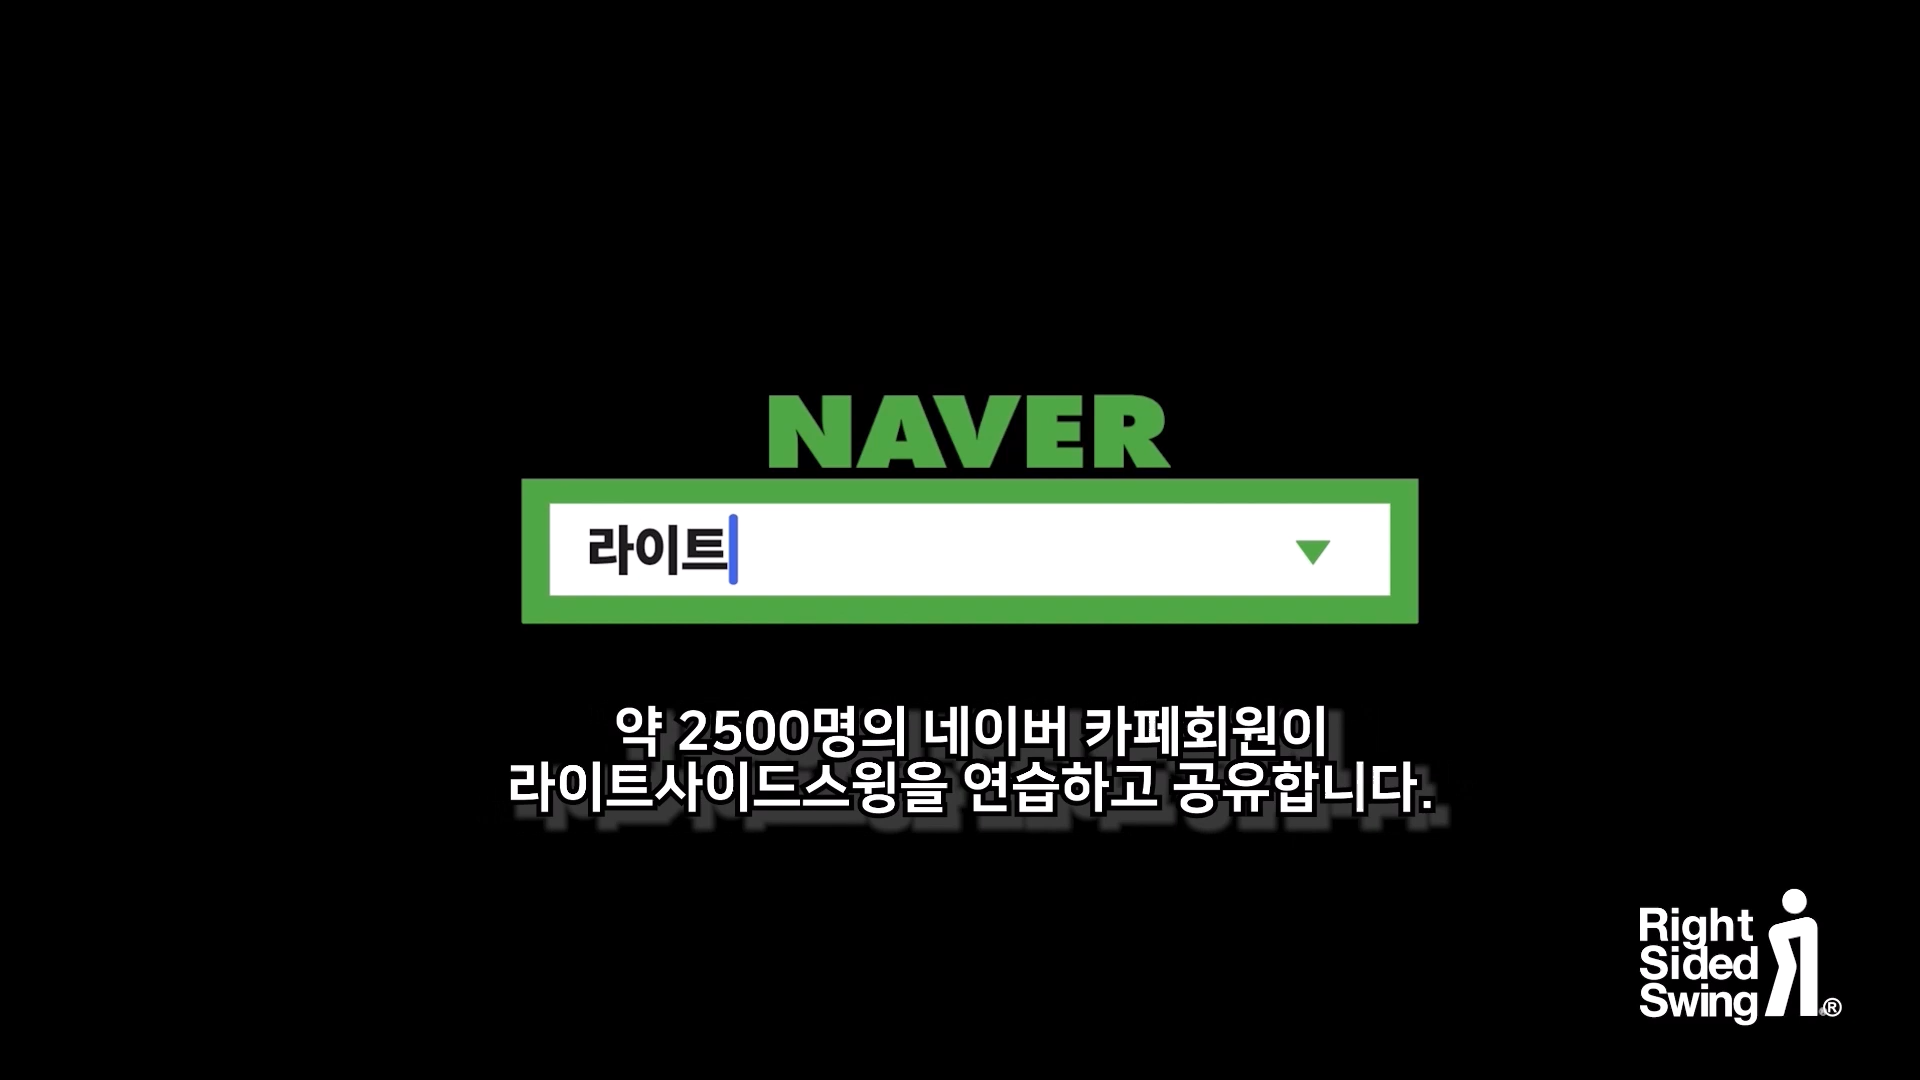 NAVER
라이트
약 2500명의 네이버 카페회원이
라이트사이드스윙을 연습하고 공유합니다.
Right
Sided
Swing
®